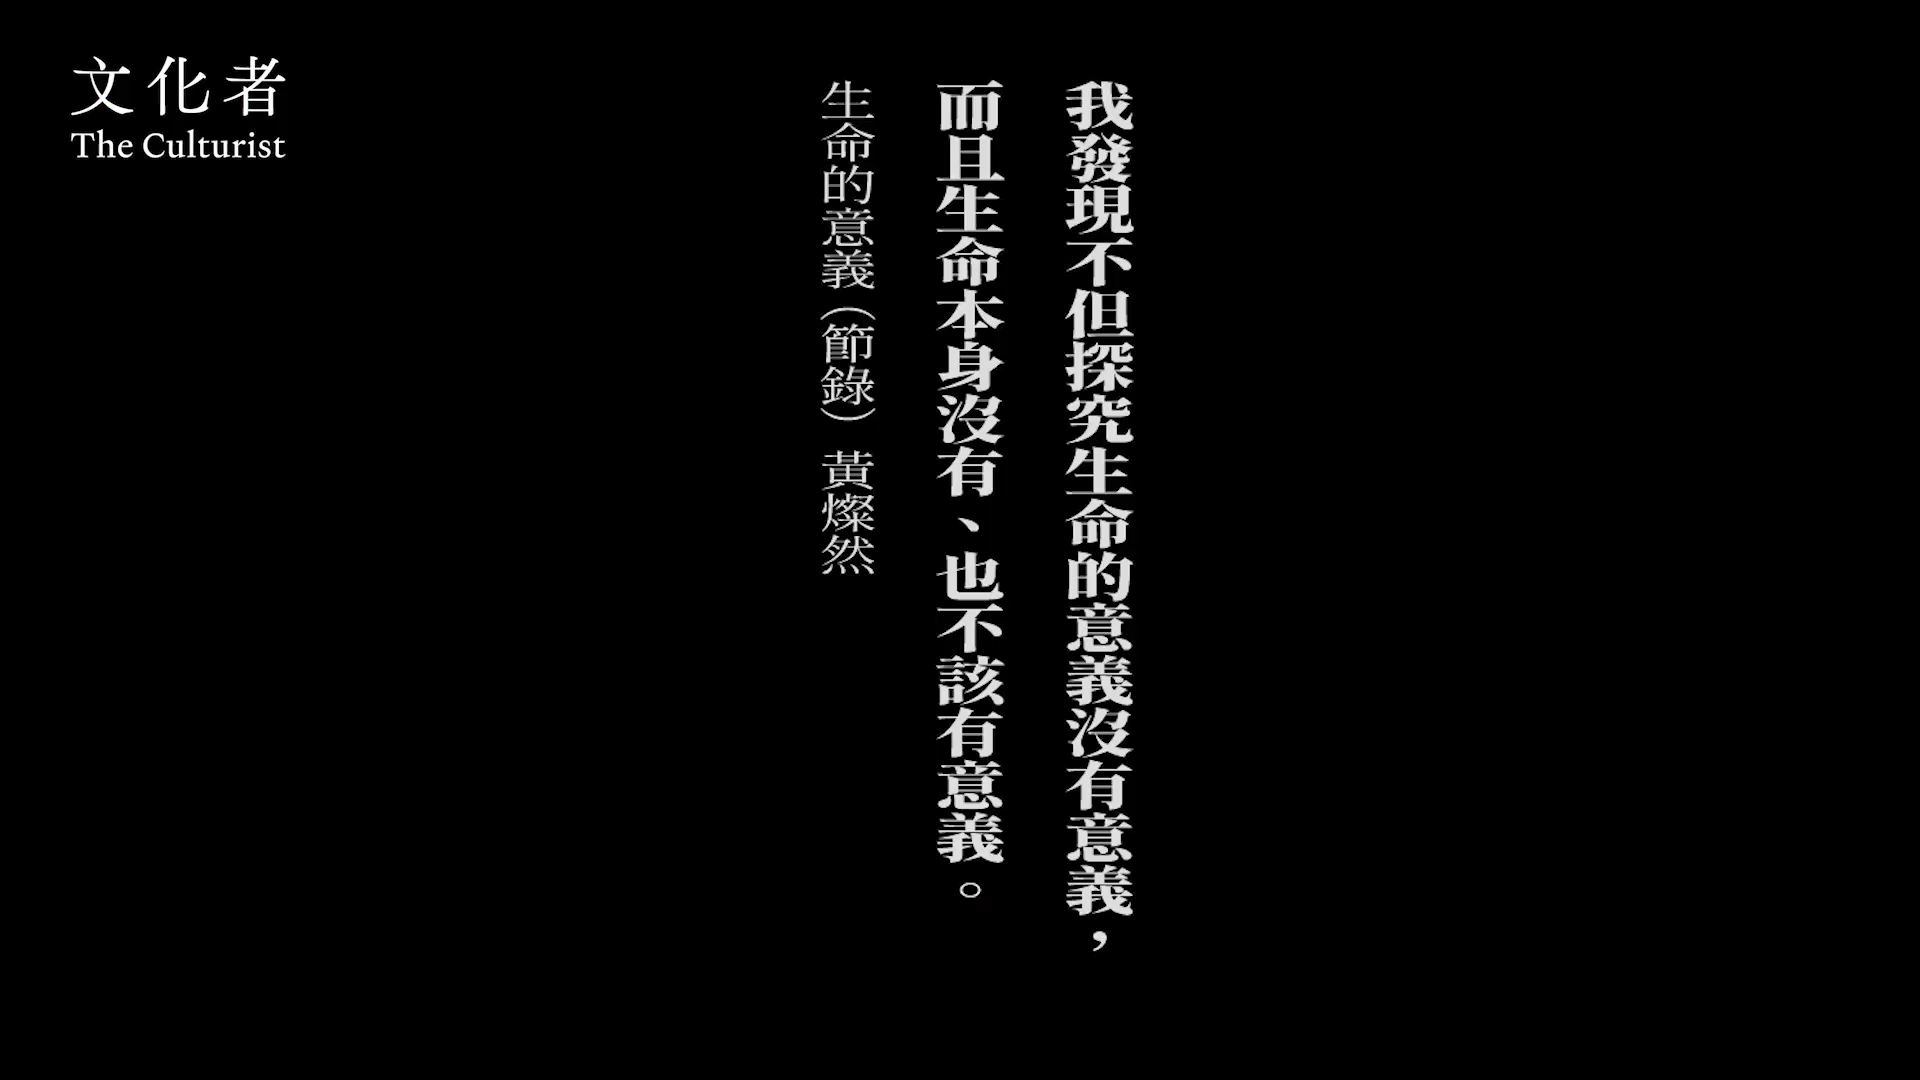 文化者
The Culturist
我發現不但探究生命的意義沒有意義，
而且生命本身沒有、也不該有意義。
生命的意義（節錄） 黃燦然